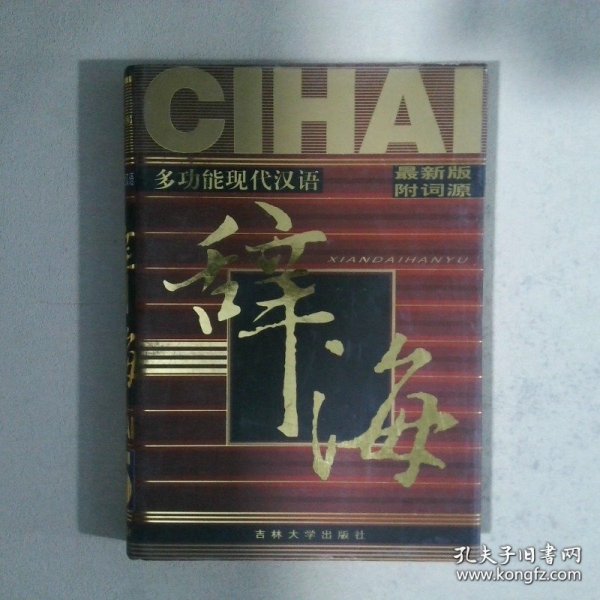 CIHAI
多功能现代汉语
最新版
附词源
XIANDAIHANYU
辞海
吉林大学出版社
孔夫子旧书网
www.kongfz.com